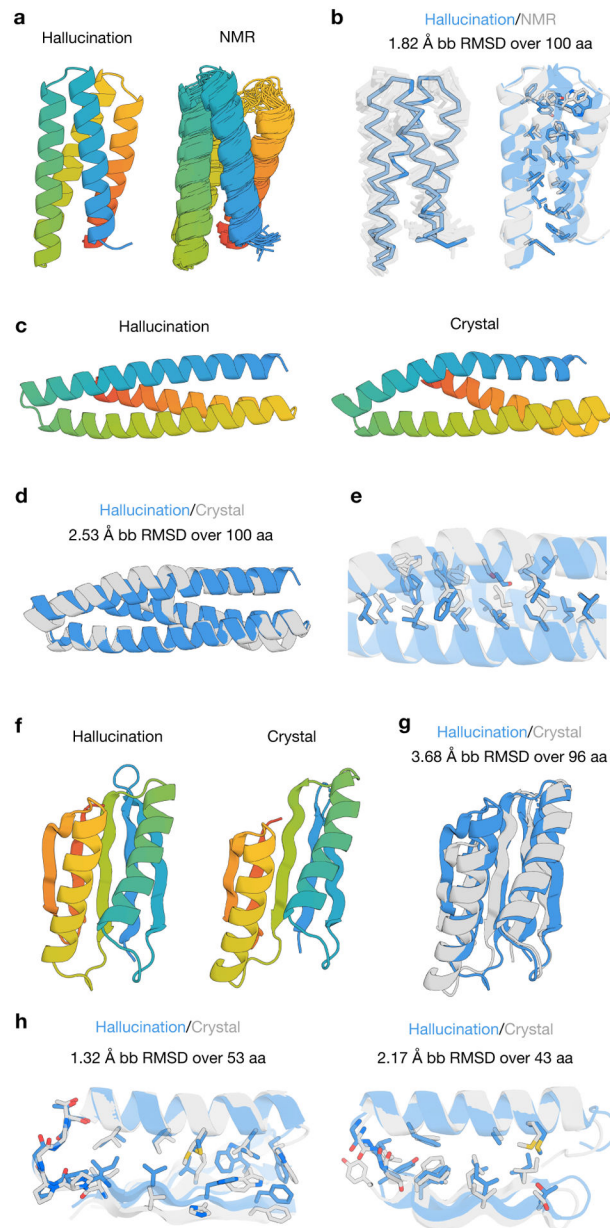 a
Hallucination
NMR
b
Hallucination/NMR
1.82 Å bb RMSD over 100 aa
c
Hallucination
Crystal
d
Hallucination/Crystal
2.53 Å bb RMSD over 100 aa
e
f
Hallucination
Crystal
g
Hallucination/Crystal
3.68 Å bb RMSD over 96 aa
h
Hallucination/Crystal
1.32 Å bb RMSD over 53 aa
Hallucination/Crystal
2.17 Å bb RMSD over 43 aa